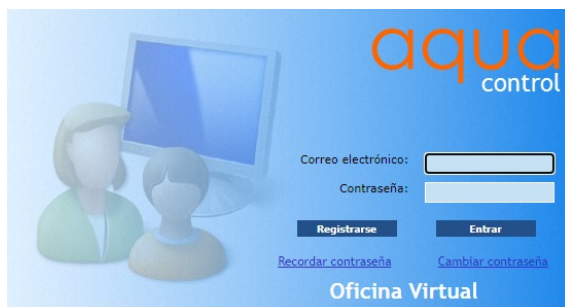 aqua
control
Correo electrónico:
Contraseña:
Registrarse Entrar
Recordar contraseña Cambiar contraseña
Oficina Virtual